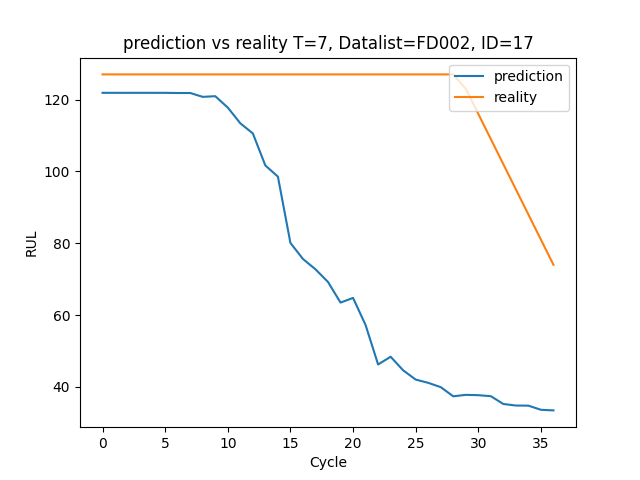 prediction vs reality T=7, Datalist=FD002, ID=17
prediction
reality
RUL
120
100
80
60
40
0 5 10 15 20 25 30 35
Cycle